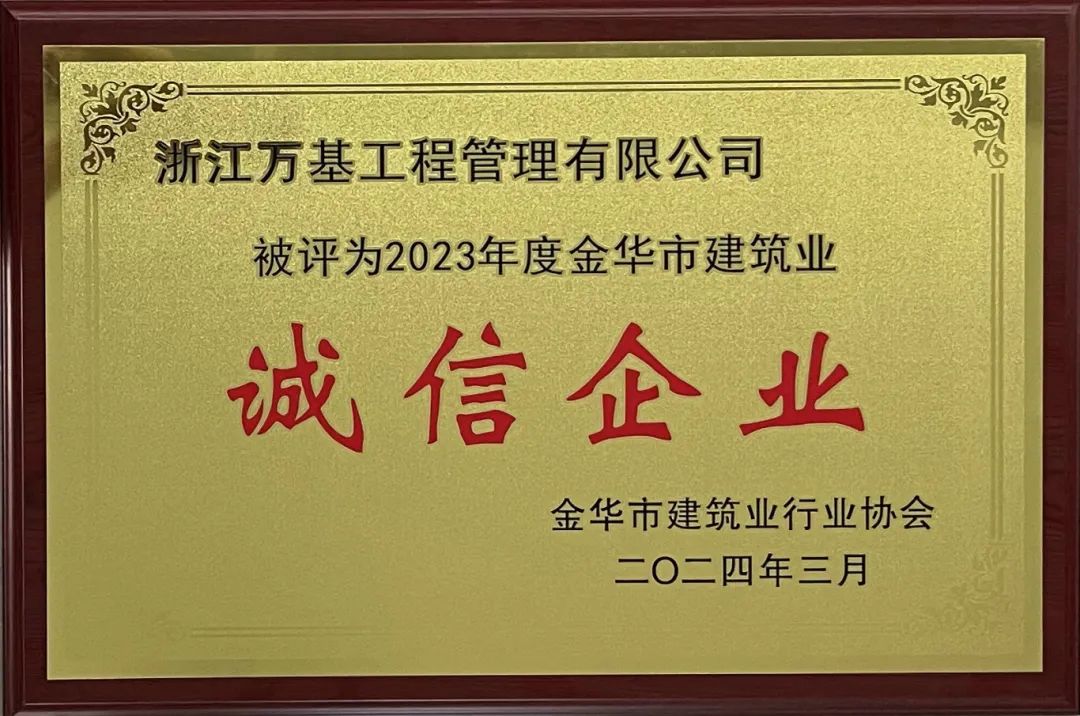 浙江万基工程管理有限公司
被评为2023年度金华市建筑业
诚信企业
金华市建筑业行业协会
二〇二四年三月